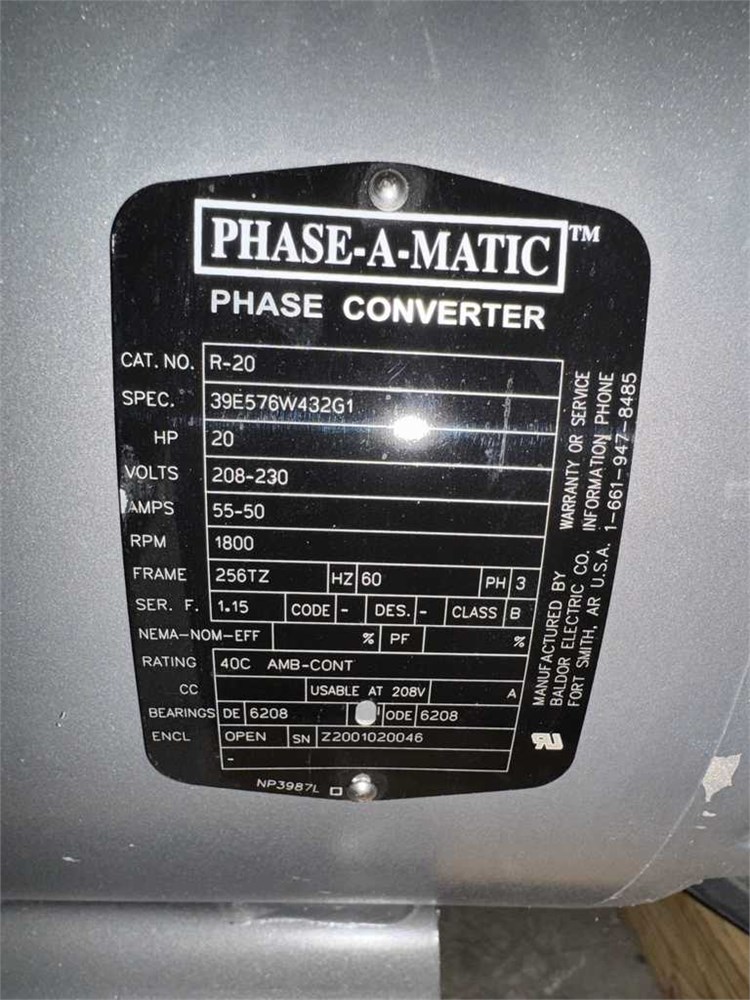 PHASE-A-MATIC™
PHASE CONVERTER
CAT. NO. R-20
SPEC. 39E576W432G1
HP 20
VOLTS 208-230
AMPS 55-50
RPM 1800
FRAME 256TZ HZ 60 PH 3
SER. F. 1.15 CODE - DES. - CLASS B
NEMA-NOM-EFF % PF %
RATING 40C AMB-CONT
CC USABLE AT 208V A
BEARINGS DE 6208 ODE 6208
ENCL OPEN SN Z2001020046
-
NP3987L
MANUFACTURED BY
BALDOR ELECTRIC CO.
FORT SMITH, AR U.S.A.
WARRANTY OR SERVICE
INFORMATION PHONE
1-661-947-8485
RU